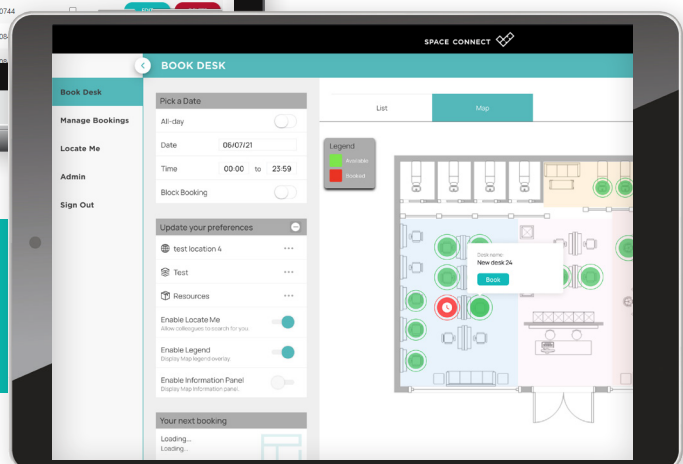 0744
SPACE CONNECT
BOOK DESK
Book Desk
Manage Bookings
Locate Me
Admin
Sign Out
Pick a Date
All-day
Date 06/07/21
Time 00:00 to 23:59
Block Booking
Update your preferences
test location 4
Test
Resources
Enable Locate Me
Allow colleagues to search for you.
Enable Legend
Display Map legend overlay
Enable Information Panel
Display Map Information panel.
Your next booking
Loading...
Loading...
List
Map
Legend
Available
Booked
Desk name:
New desk 24
Book